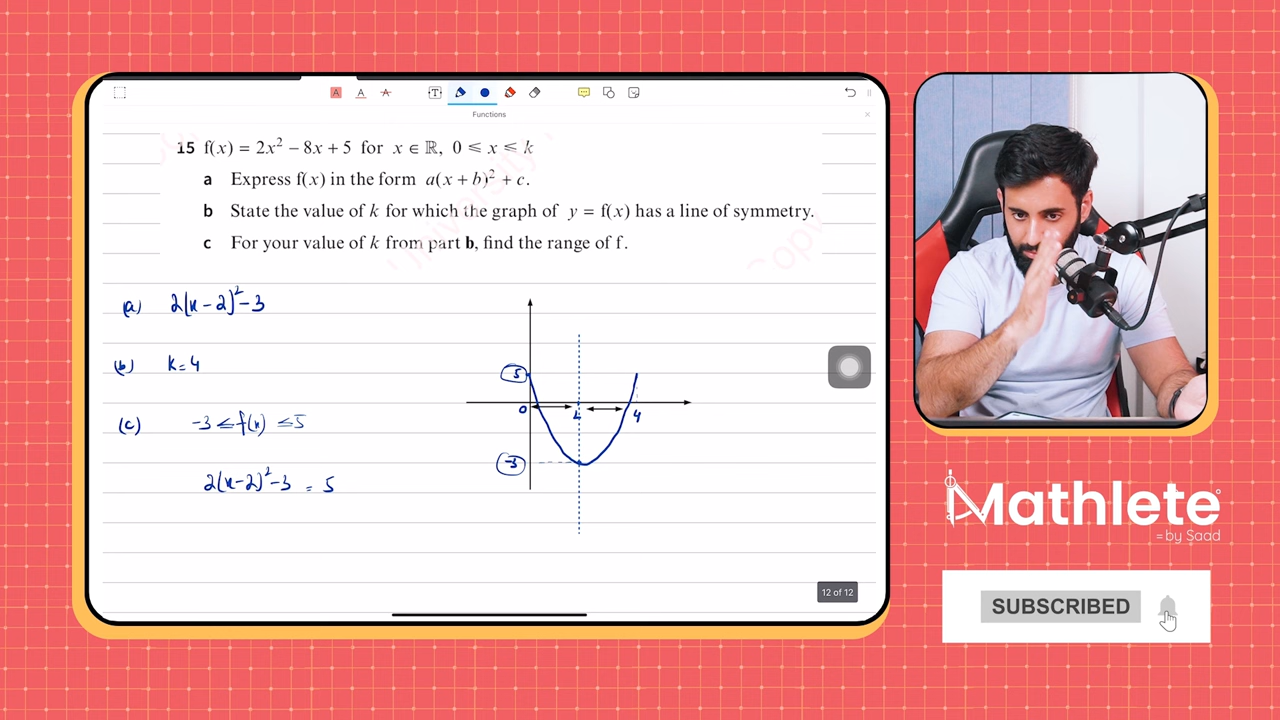 Functions
15 f(x) = 2x² − 8x + 5 for x ∈ ℝ, 0 ⩽ x ⩽ k
a Express f(x) in the form a(x + b)² + c.
b State the value of k for which the graph of y = f(x) has a line of symmetry.
c For your value of k from part b, find the range of f.
(a) 2(x − 2)² − 3
(b) k = 4
(c) −3 ≤ f(x) ≤ 5
2(x − 2)² − 3 = 5
5
0
4
−3
12 of 12
Mathlete
= by Saad
SUBSCRIBED